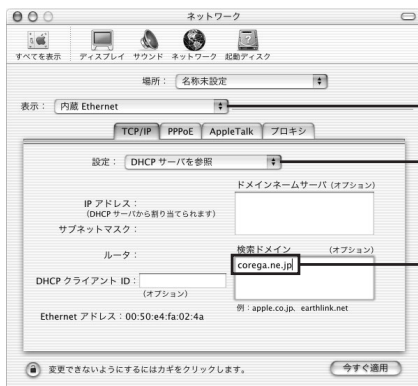 ネットワーク
すべてを表示 ディスプレイ サウンド ネットワーク 起動ディスク
場所： 名称未設定
表示： 内蔵 Ethernet
TCP/IP PPPoE AppleTalk プロキシ
設定： DHCP サーバを参照
ドメインネームサーバ (オプション)
IP アドレス：
(DHCP サーバから割り当てられます)
サブネットマスク：
ルータ：
検索ドメイン (オプション)
corega.ne.jp
DHCP クライアント ID：
(オプション)
例：apple.co.jp、earthlink.net
Ethernet アドレス：00:50:e4:fa:02:4a
変更できないようにするにはカギをクリックします。
今すぐ適用